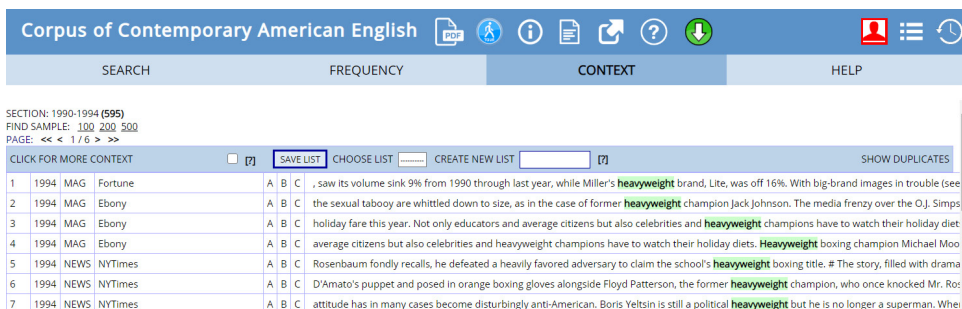 Corpus of Contemporary American English PDF
SEARCH FREQUENCY CONTEXT HELP
SECTION: 1990-1994 (595)
FIND SAMPLE: 100 200 500
PAGE: << < 1 / 6 > >>
CLICK FOR MORE CONTEXT [?] SAVE LIST CHOOSE LIST ---------- CREATE NEW LIST [?] SHOW DUPLICATES
1 1994 MAG Fortune A B C , saw its volume sink 9% from 1990 through last year, while Miller's heavyweight brand, Lite, was off 16%. With big-brand images in trouble (see
2 1994 MAG Ebony A B C the sexual tabooy are whittled down to size, as in the case of former heavyweight champion Jack Johnson. The media frenzy over the O.J. Simps
3 1994 MAG Ebony A B C holiday fare this year. Not only educators and average citizens but also celebrities and heavyweight champions have to watch their holiday diet
4 1994 MAG Ebony A B C average citizens but also celebrities and heavyweight champions have to watch their holiday diets. Heavyweight boxing champion Michael Moo
5 1994 NEWS NYTimes A B C Rosenbaum fondly recalls, he defeated a heavily favored adversary to claim the school's heavyweight boxing title. # The story, filled with drama
6 1994 NEWS NYTimes A B C D'Amato's puppet and posed in orange boxing gloves alongside Floyd Patterson, the former heavyweight champion, who once knocked Mr. Ros
7 1994 NEWS NYTimes A B C attitude has in many cases become disturbingly anti-American. Boris Yeltsin is still a political heavyweight but he is no longer a superman. Whe